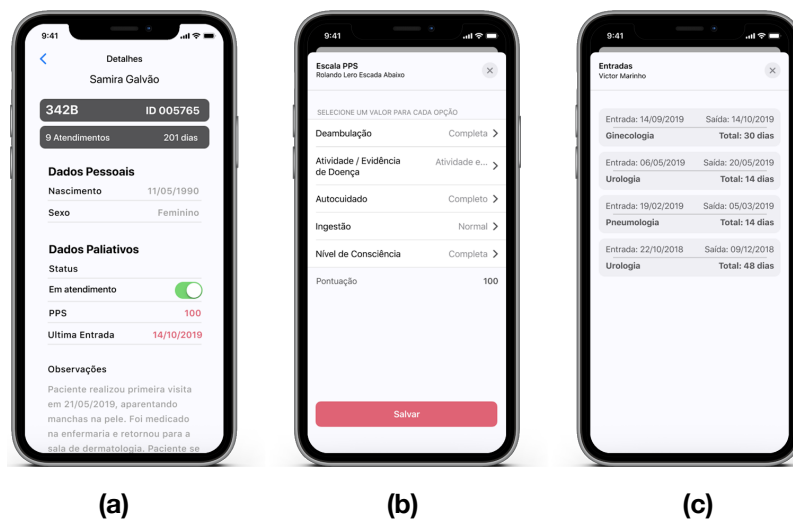 9:41
Detalhes
Samira Galvão
342B ID 005765
9 Atendimentos 201 dias
Dados Pessoais
Nascimento 11/05/1990
Sexo Feminino
Dados Paliativos
Status
Em atendimento
PPS 100
Ultima Entrada 14/10/2019
Observações
Paciente realizou primeira visita
em 21/05/2019, aparentando
manchas na pele. Foi medicado
na enfermaria e retornou para a
sala de dermatologia. Paciente se
(a)
9:41
Escala PPS
Rolando Lero Escada Abaixo
SELECIONE UM VALOR PARA CADA OPÇÃO
Deambulação Completa
Atividade / Evidência Atividade e...
de Doença
Autocuidado Completo
Ingestão Normal
Nível de Consciência Completa
Pontuação 100
Salvar
(b)
9:41
Entradas
Victor Marinho
Entrada: 14/09/2019 Saída: 14/10/2019
Ginecologia Total: 30 dias
Entrada: 06/05/2019 Saída: 20/05/2019
Urologia Total: 14 dias
Entrada: 19/02/2019 Saída: 05/03/2019
Pneumologia Total: 14 dias
Entrada: 22/10/2018 Saída: 09/12/2018
Urologia Total: 48 dias
(c)